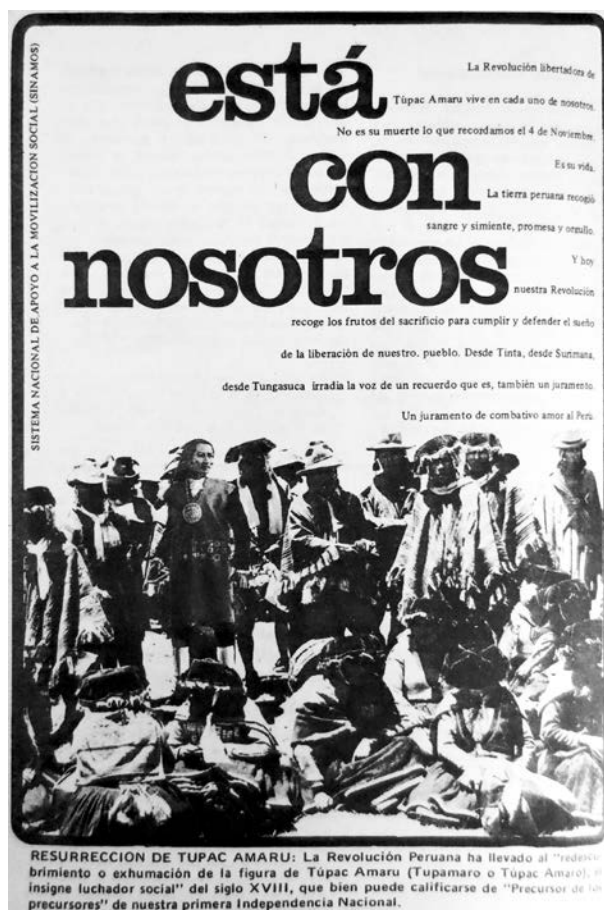 SISTEMA NACIONAL DE APOYO A LA MOVILIZACION SOCIAL (SINAMOS)
está
con
nosotros
La Revolución libertadora de
Túpac Amaru vive en cada uno de nosotros.
No es su muerte lo que recordamos el 4 de Noviembre.
Es su vida.
La tierra peruana recogió
sangre y simiente, promesa y orgullo.
Y hoy
nuestra Revolución
recoge los frutos del sacrificio para cumplir y defender el sueño
de la liberación de nuestro. pueblo. Desde Tinta, desde Surimana,
desde Tungasuca irradia la voz de un recuerdo que es, también un juramento.
Un juramento de combativo amor al Perú.
RESURRECCION DE TUPAC AMARU: La Revolución Peruana ha llevado al "redescu-
brimiento o exhumación de la figura de Túpac Amaru (Tupamaro o Túpac Amaro), el
insigne luchador social" del siglo XVIII, que bien puede calificarse de "Precursor de los
precursores" de nuestra primera Independencia Nacional.